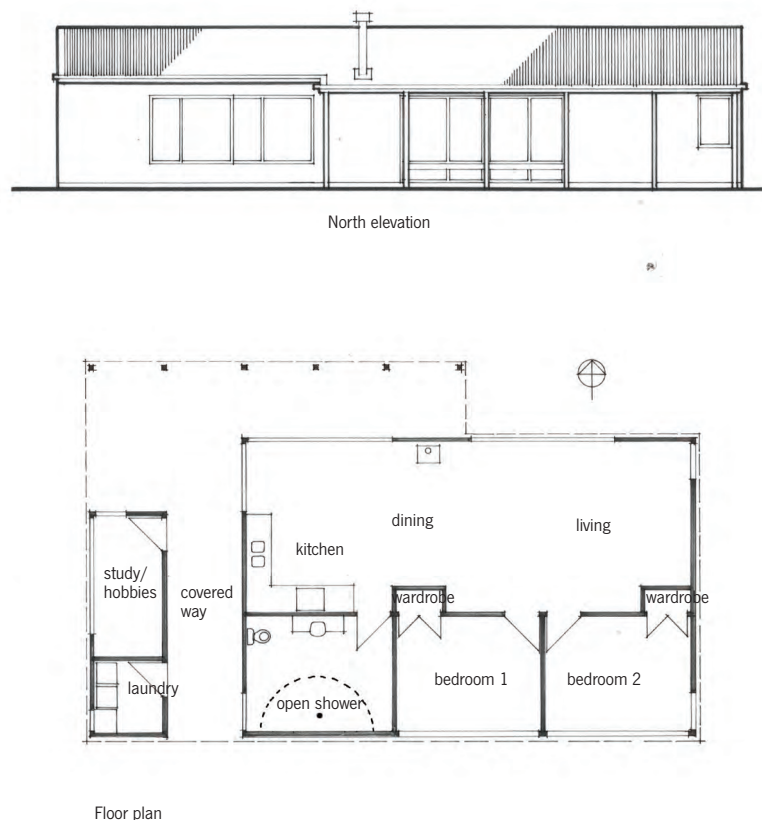 North elevation
dining
living
kitchen
study/
hobbies
covered
way
wardrobe
wardrobe
laundry
bedroom 1
bedroom 2
open shower
Floor plan